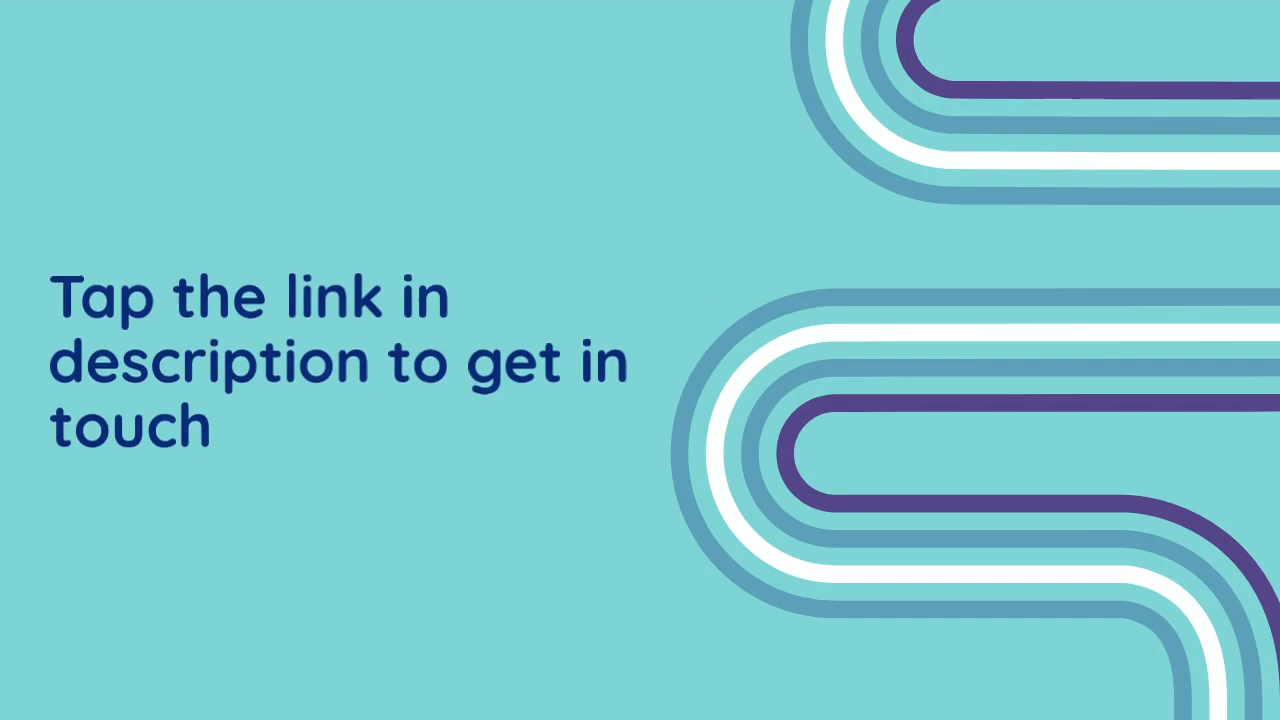 Tap the link in
description to get in
touch